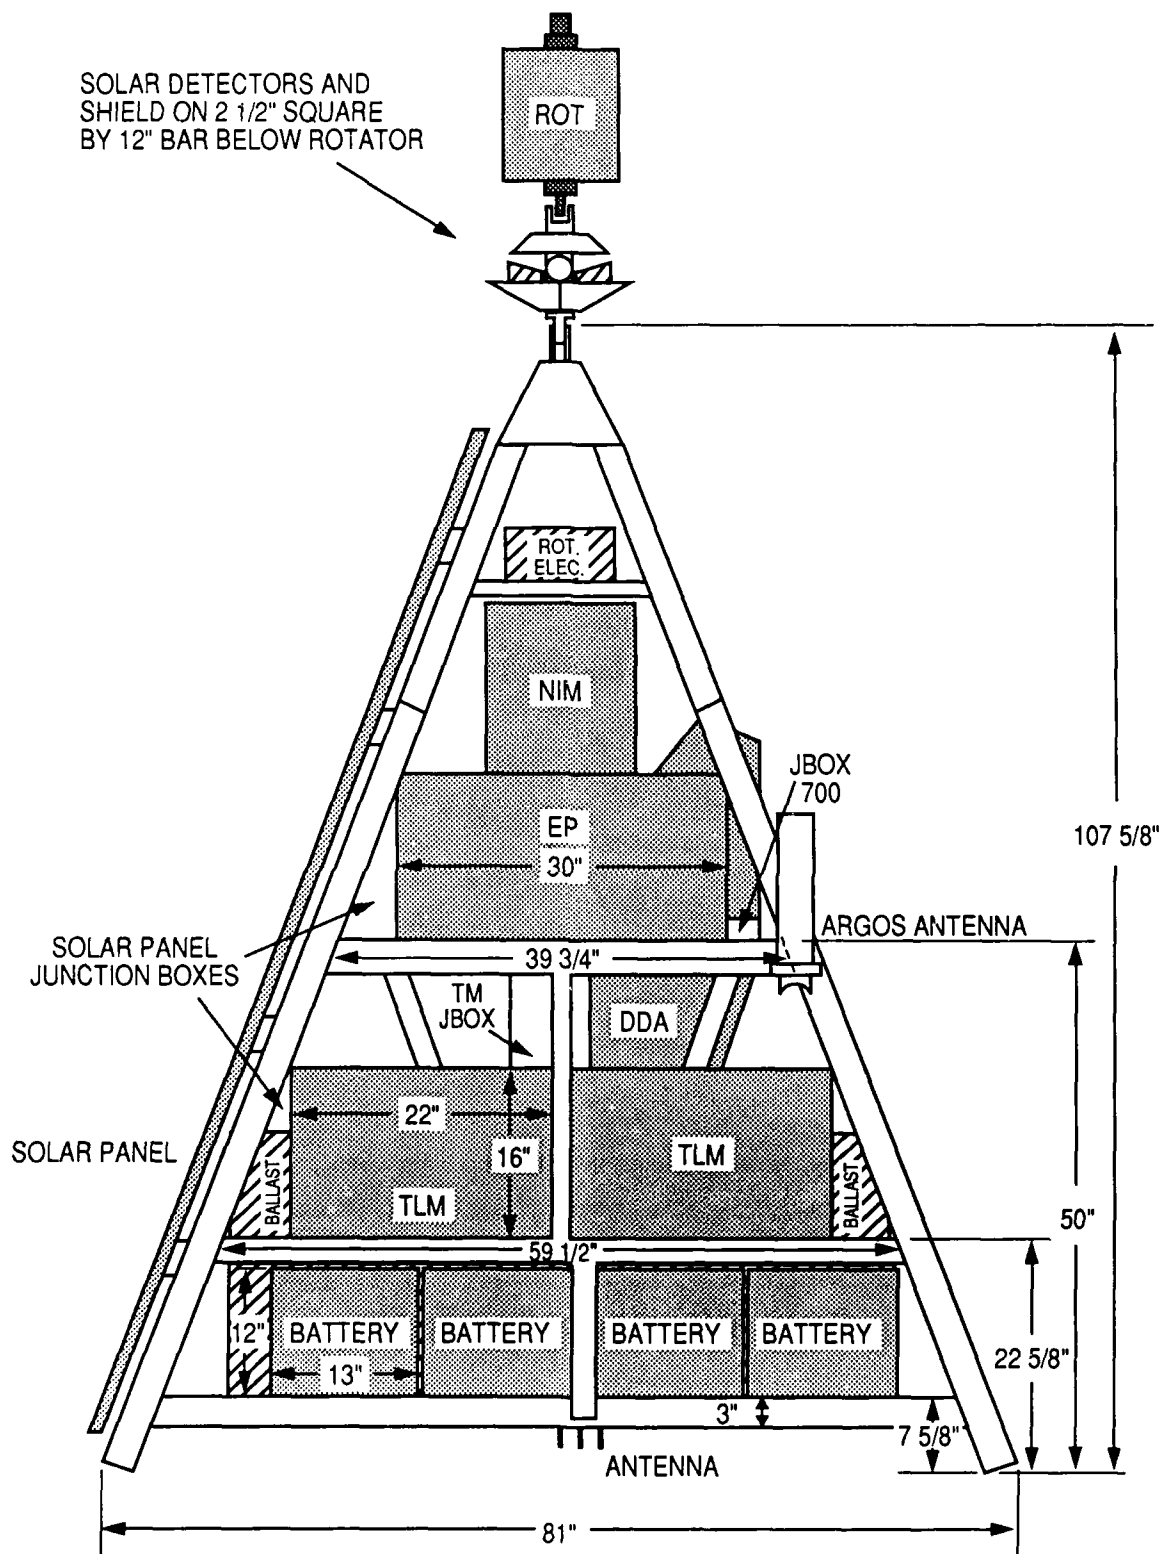 SOLAR DETECTORS AND
SHIELD ON 2 1/2" SQUARE
BY 12" BAR BELOW ROTATOR
ROT
ROT.
ELEC.
NIM
JBOX
700
EP
30"
107 5/8"
ARGOS ANTENNA
SOLAR PANEL
JUNCTION BOXES
39 3/4"
TM
JBOX
DDA
22"
16"
TLM
SOLAR PANEL
BALLAST
TLM
BALLAST
50"
59 1/2"
12"
BATTERY
BATTERY
BATTERY
BATTERY
22 5/8"
13"
3"
7 5/8"
ANTENNA
81"